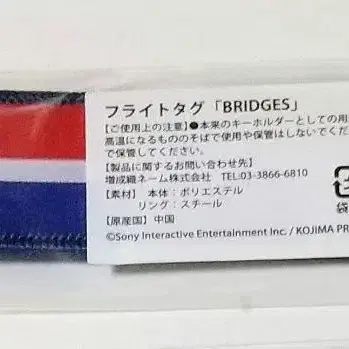 フライトタグ「BRIDGES」
【ご使用上の注意】●本来のキーホルダーとしての用
高温になるもののそばで使用や保管はしないでくだ
で保管してください。
【製品に関するお問い合わせ先】
増成織ネーム株式会社 TEL:03-3866-6810
【素材】 本体：ポリエステル
リング：スチール
【原産国】中国
©Sony Interactive Entertainment Inc. / KOJIMA PR
袋